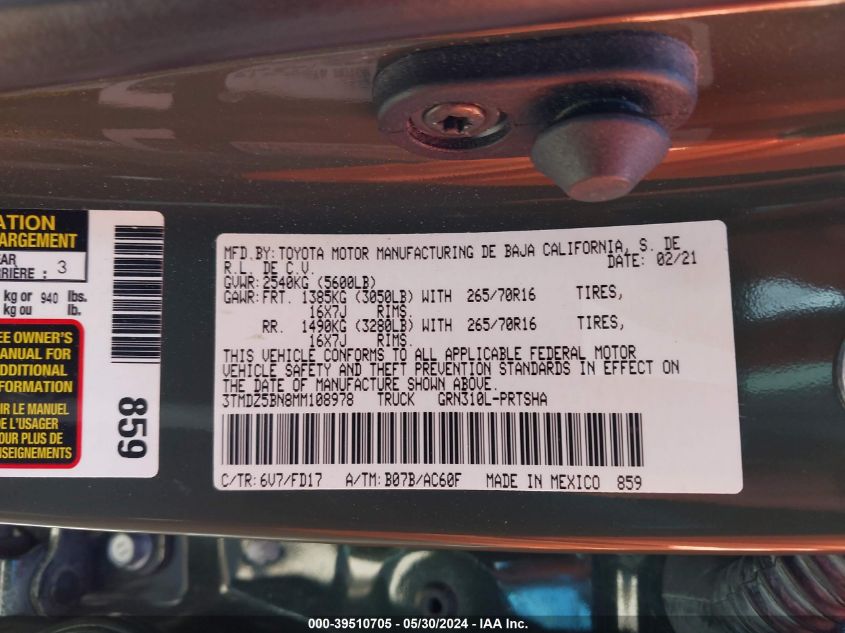 ATION
ARGEMENT
AR
RRIÈRE : 3
kg or 940 lbs.
kg ou lb.
EE OWNER'S
ANUAL FOR
ADDITIONAL
FORMATION
IR LE MANUEL
E L'USAGER
OUR PLUS DE
NSEIGNEMENTS
859
MFD.BY: TOYOTA MOTOR MANUFACTURING DE BAJA CALIFORNIA, S. DE
R.L. DE C.V. DATE: 02/21
GVWR: 2540KG (5600LB)
GAWR: FRT. 1385KG (3050LB) WITH 265/70R16 TIRES,
16X7J RIMS.
RR. 1490KG (3280LB) WITH 265/70R16 TIRES,
16X7J RIMS.
THIS VEHICLE CONFORMS TO ALL APPLICABLE FEDERAL MOTOR
VEHICLE SAFETY AND THEFT PREVENTION STANDARDS IN EFFECT ON
THE DATE OF MANUFACTURE SHOWN ABOVE.
3TMDZ5BN8MM108978 TRUCK GRN310L-PRTSHA
C/TR: 6V7/FD17 A/TM: B07B/AC60F MADE IN MEXICO 859
000-39510705 - 05/30/2024 - IAA Inc.